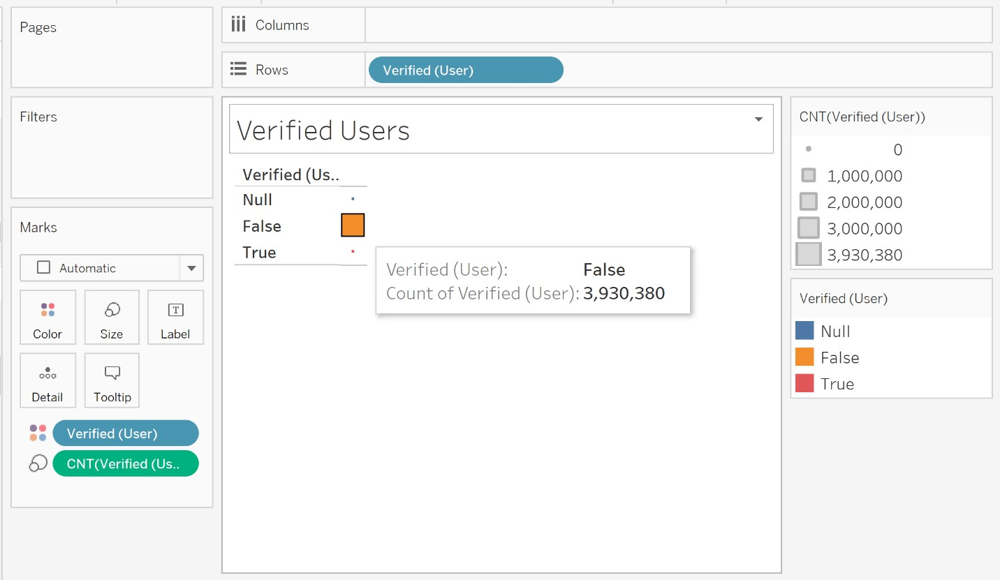 Pages
Columns
Rows
Verified (User)
Filters
Marks
Automatic
Color
Size
T
Label
Detail
Tooltip
Verified (User)
CNT(Verified (Us..
Verified Users
Verified (Us..
Null
False
True
Verified (User): False
Count of Verified (User): 3,930,380
CNT(Verified (User))
0
1,000,000
2,000,000
3,000,000
3,930,380
Verified (User)
Null
False
True